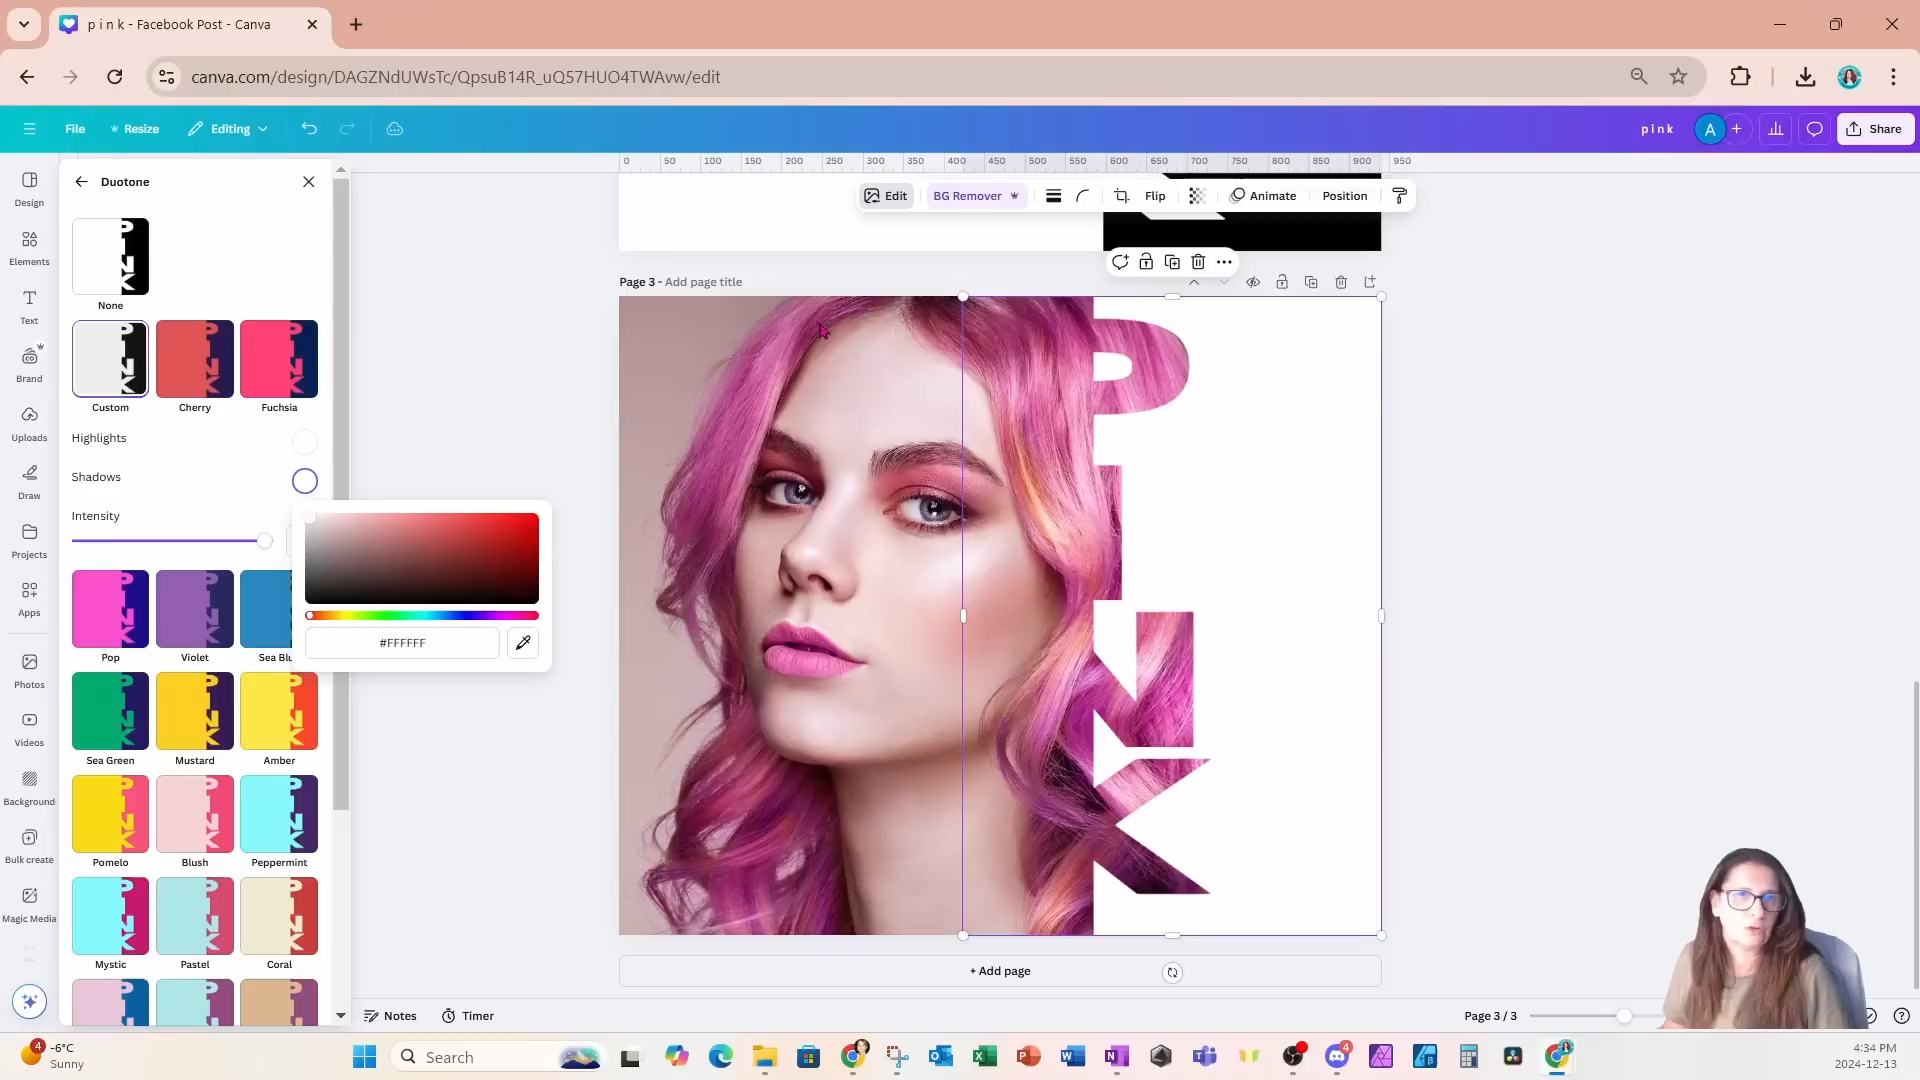 p i n k - Facebook Post - Canva
canva.com/design/DAGZNdUWsTc/QpsuB14R_uQ57HUO4TWAvw/edit
File
Resize
Editing
p i n k
A
Share
Design
Elements
Text
Brand
Uploads
Draw
Projects
Apps
Photos
Videos
Background
Bulk create
Magic Media
Duotone
None
Custom
Cherry
Fuchsia
Highlights
Shadows
Intensity
#FFFFFF
Pop
Violet
Sea Blu
Sea Green
Mustard
Amber
Pomelo
Blush
Peppermint
Mystic
Pastel
Coral
0 50 100 150 200 250 300 350 400 450 500 550 600 650 700 750 800 850 900 950
Edit
BG Remover
Flip
Animate
Position
Page 3 - Add page title
P
I
N
K
+ Add page
Notes
Timer
Page 3 / 3
4
-6°C
Sunny
Search
4
4:34 PM
2024-12-13